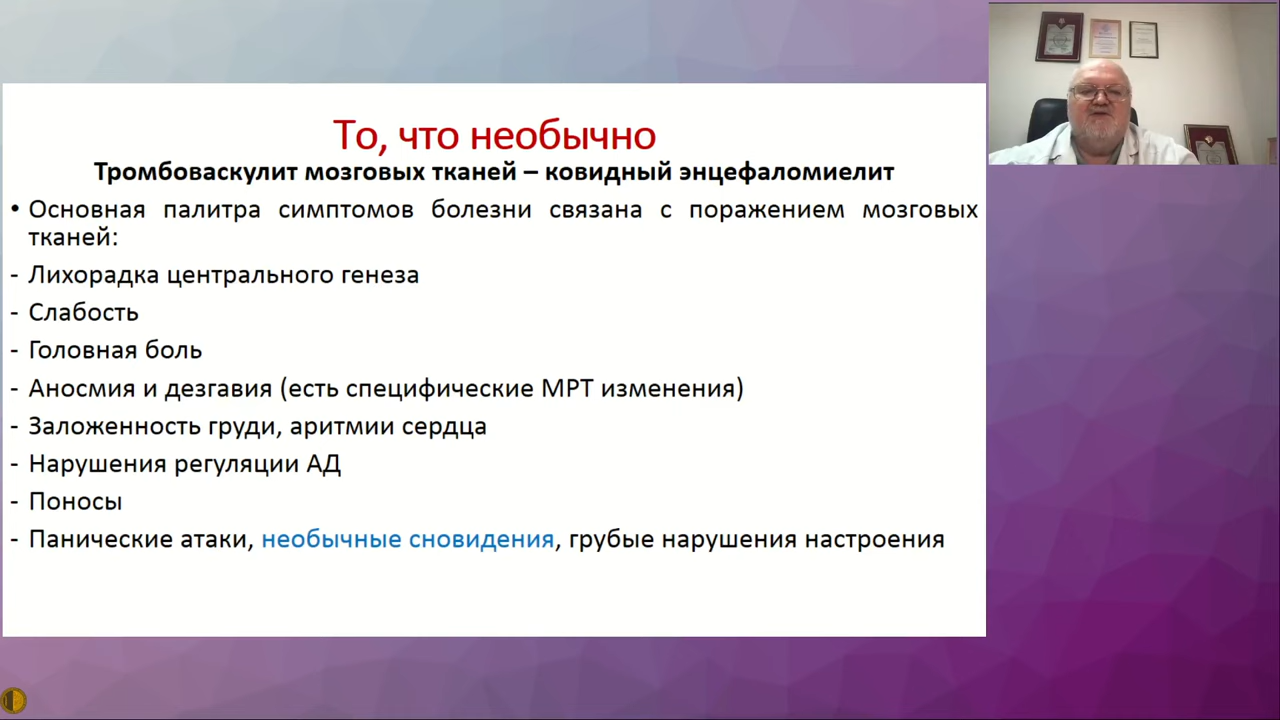 То, что необычно
Тромбоваскулит мозговых тканей – ковидный энцефаломиелит
• Основная палитра симптомов болезни связана с поражением мозговых
тканей:
- Лихорадка центрального генеза
- Слабость
- Головная боль
- Аносмия и дезгавия (есть специфические МРТ изменения)
- Заложенность груди, аритмии сердца
- Нарушения регуляции АД
- Поносы
- Панические атаки, необычные сновидения, грубые нарушения настроения